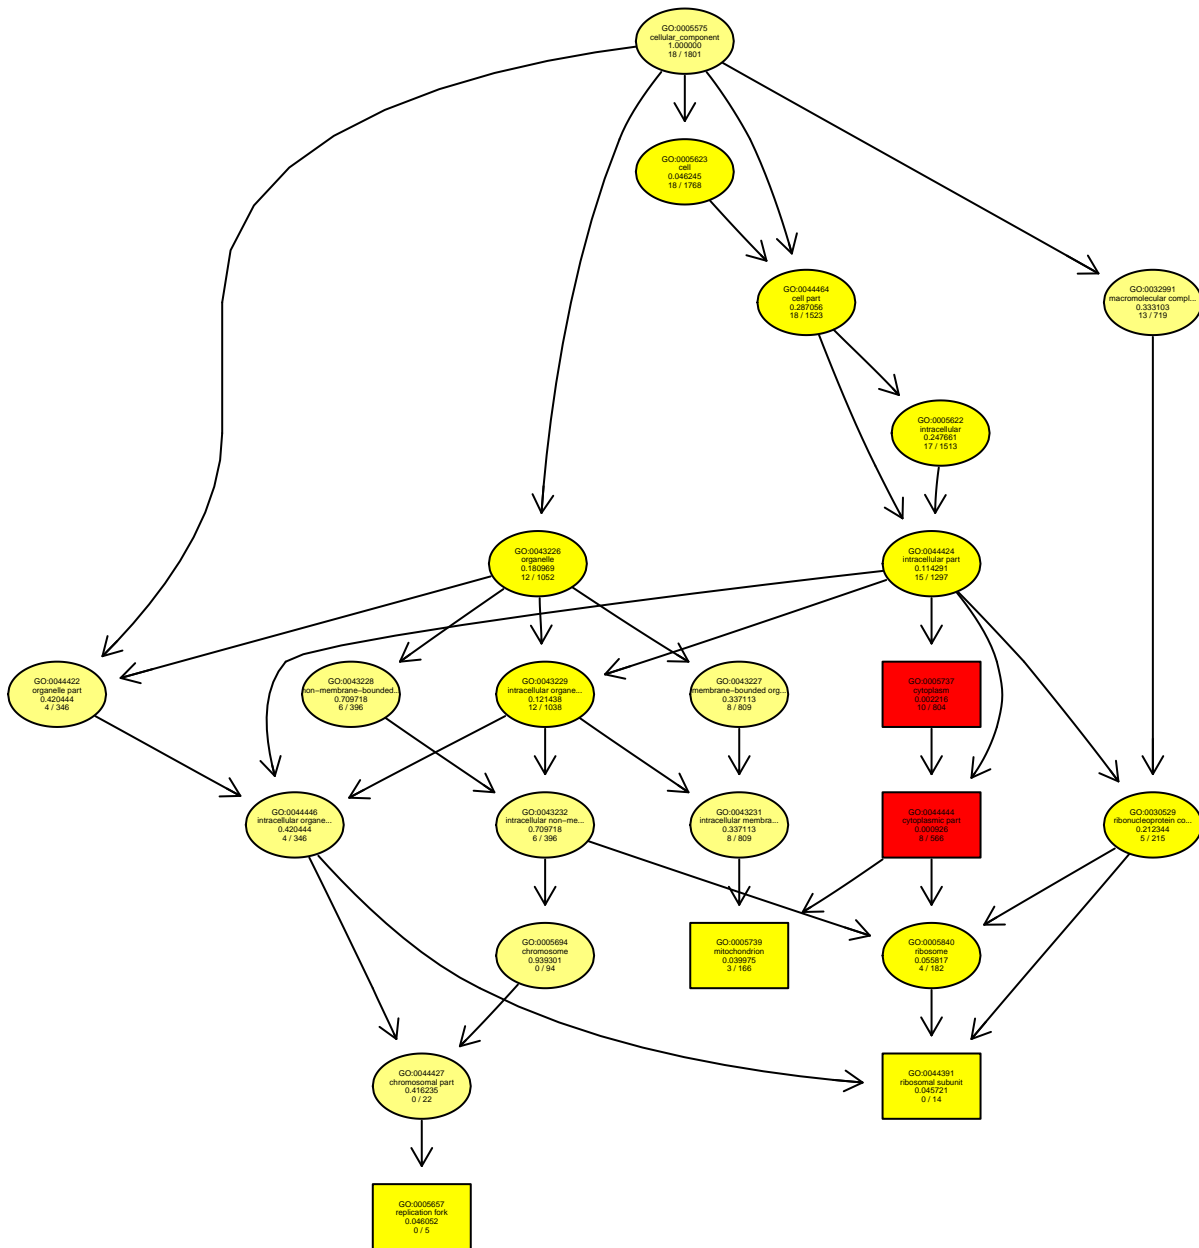 GO:0005575
cellular_component
1.000000
18 / 1801
GO:0005623
cell
0.046245
18 / 1768
GO:0044464
cell part
0.287056
18 / 1523
GO:0032991
macromolecular compl...
0.333103
13 / 719
GO:0005622
intracellular
0.247661
17 / 1513
GO:0043226
organelle
0.180969
12 / 1052
GO:0044424
intracellular part
0.114291
15 / 1297
GO:0044422
organelle part
0.420444
4 / 346
GO:0043228
non−membrane−bounded...
0.709718
6 / 396
GO:0043229
intracellular organe...
0.121438
12 / 1038
GO:0043227
membrane−bounded org...
0.337113
8 / 809
GO:0005737
cytoplasm
0.002216
10 / 604
GO:0044446
intracellular organe...
0.420444
4 / 346
GO:0043232
intracellular non−me...
0.709718
6 / 396
GO:0043231
intracellular membra...
0.337113
8 / 809
GO:0044444
cytoplasmic part
0.000926
8 / 566
GO:0030529
ribonucleoprotein co...
0.212344
5 / 215
GO:0005694
chromosome
0.939301
0 / 94
GO:0005739
mitochondrion
0.039975
3 / 166
GO:0005840
ribosome
0.055817
4 / 182
GO:0044427
chromosomal part
0.416235
0 / 22
GO:0044391
ribosomal subunit
0.045721
0 / 14
GO:0005657
replication fork
0.046052
0 / 5